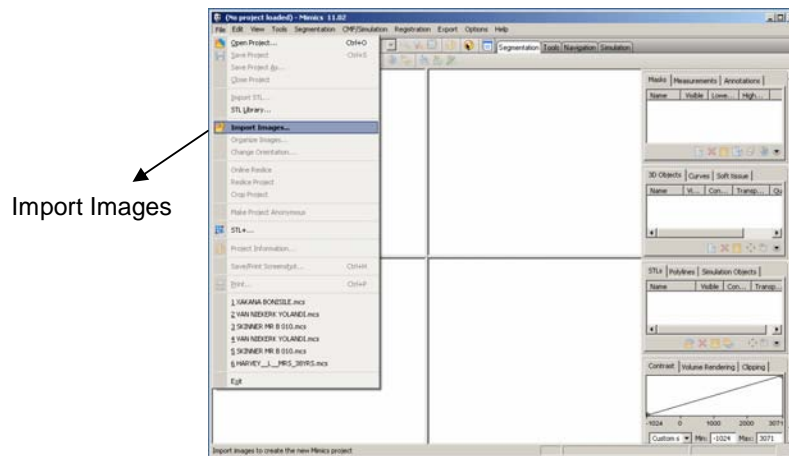 (No project loaded) - Mimics 11.02
File Edit View Tools Segmentation CMF/Simulation Registration Export Options Help
Open Project... Ctrl+O
Save Project Ctrl+S
Save Project As...
Close Project
Import STL...
STL Library...
Import Images...
Organize Images...
Change Orientation...
Online Reslice
Reslice Project
Crop Project
Make Project Anonymous
STL+...
Project Information...
Save/Print Screenshot... Ctrl+H
Print... Ctrl+P
1 XAKANA BONISILE.mcs
2 VAN NIEKERK YOLANDI.mcs
3 SKINNER MR B 010.mcs
4 VAN NIEKERK YOLANDI.mcs
5 SKINNER MR B 010.mcs
6 HARVEY__L__MRS_38YRS.mcs
Exit
Segmentation Tools Navigation Simulation
Masks Measurements Annotations
Name Visible Lowe... High...
3D Objects Curves Soft tissue
Name Vi... Con... Transp... Qu
STLs Polylines Simulation Objects
Name Visible Con... Transp...
Contrast Volume Rendering Clipping
-1024 0 1000 2000 3071
Custom s Min: -1024 Max: 3071
Import images to create the new Mimics project
Import Images